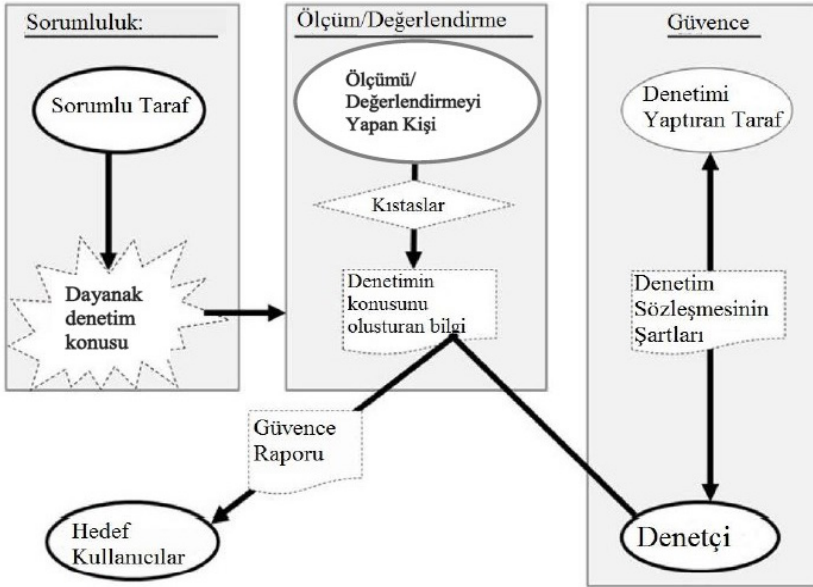 Sorumluluk:
Sorumlu Taraf
Dayanak
denetim
konusu
Ölçüm/Değerlendirme
Ölçümü/
Değerlendirmeyi
Yapan Kişi
Kıstaslar
Denetimin
konusunu
olusturan bilgi
Güvence
Denetimi
Yaptıran Taraf
Denetim
Sözleşmesinin
Şartları
Denetçi
Güvence
Raporu
Hedef
Kullanıcılar